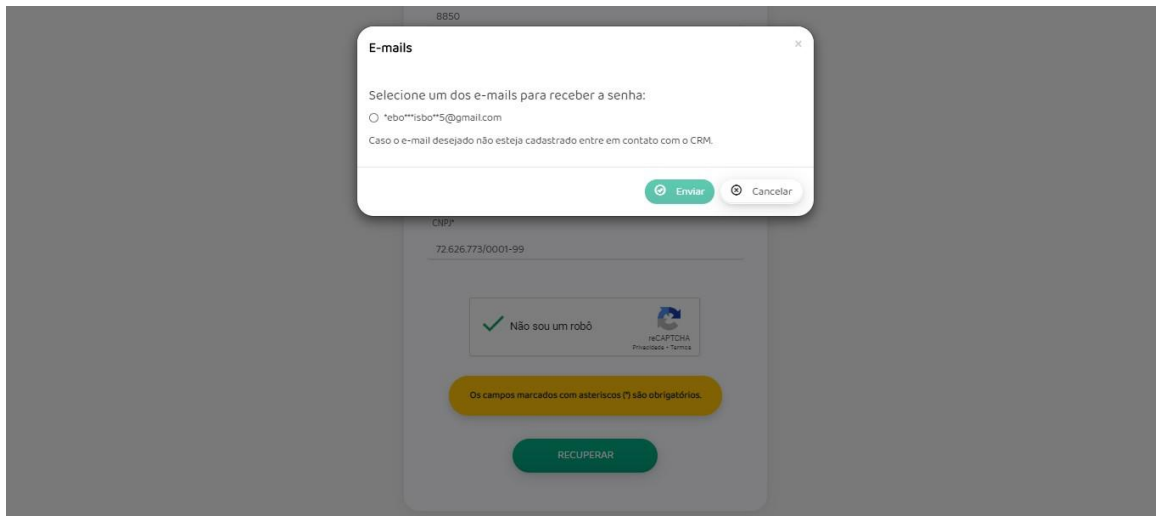 8850
E-mails
×
Selecione um dos e-mails para receber a senha:
*ebo***isbo**5@gmail.com
Caso o e-mail desejado não esteja cadastrado entre em contato com o CRM.
Enviar
Cancelar
CNPJ*
72.626.773/0001-99
Não sou um robô
reCAPTCHA
Privacidade - Termos
Os campos marcados com asteriscos (*) são obrigatórios.
RECUPERAR